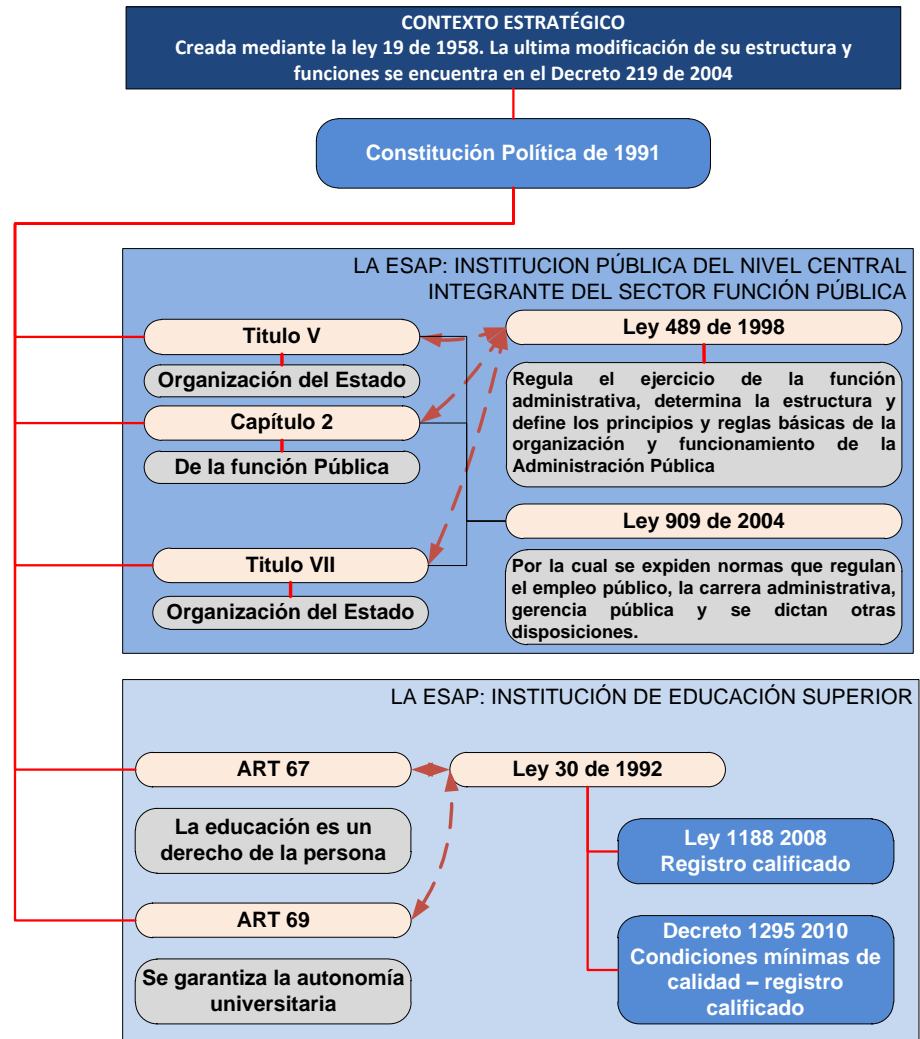 CONTEXTO ESTRATÉGICO
Creada mediante la ley 19 de 1958. La ultima modificación de su estructura y
funciones se encuentra en el Decreto 219 de 2004
Constitución Política de 1991
LA ESAP: INSTITUCION PÚBLICA DEL NIVEL CENTRAL
INTEGRANTE DEL SECTOR FUNCIÓN PÚBLICA
Titulo V
Organización del Estado
Capítulo 2
De la función Pública
Titulo VII
Organización del Estado
Ley 489 de 1998
Regula el ejercicio de la función
administrativa, determina la estructura y
define los principios y reglas básicas de la
organización y funcionamiento de la
Administración Pública
Ley 909 de 2004
Por la cual se expiden normas que regulan
el empleo público, la carrera administrativa,
gerencia pública y se dictan otras
disposiciones.
LA ESAP: INSTITUCIÓN DE EDUCACIÓN SUPERIOR
ART 67
La educación es un
derecho de la persona
ART 69
Se garantiza la autonomía
universitaria
Ley 30 de 1992
Ley 1188 2008
Registro calificado
Decreto 1295 2010
Condiciones mínimas de
calidad – registro
calificado